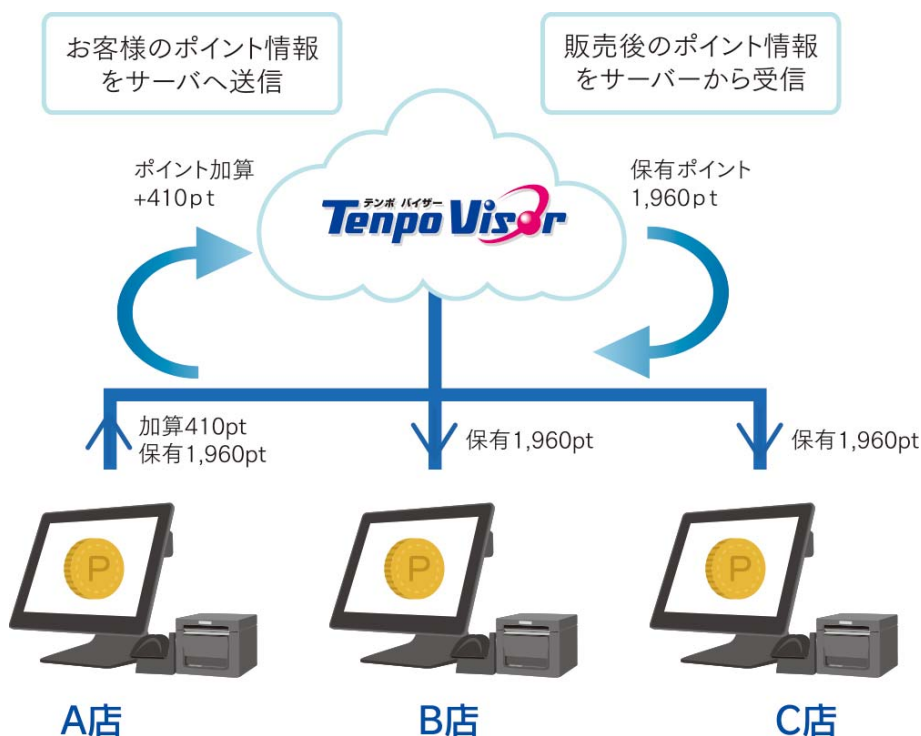 お客様のポイント情報
をサーバへ送信
販売後のポイント情報
をサーバーから受信
ポイント加算
+410pt
テンポ バイザー
Tenpo Visor
保有ポイント
1,960pt
加算410pt
保有1,960pt
保有1,960pt
保有1,960pt
P
P
P
A店
B店
C店